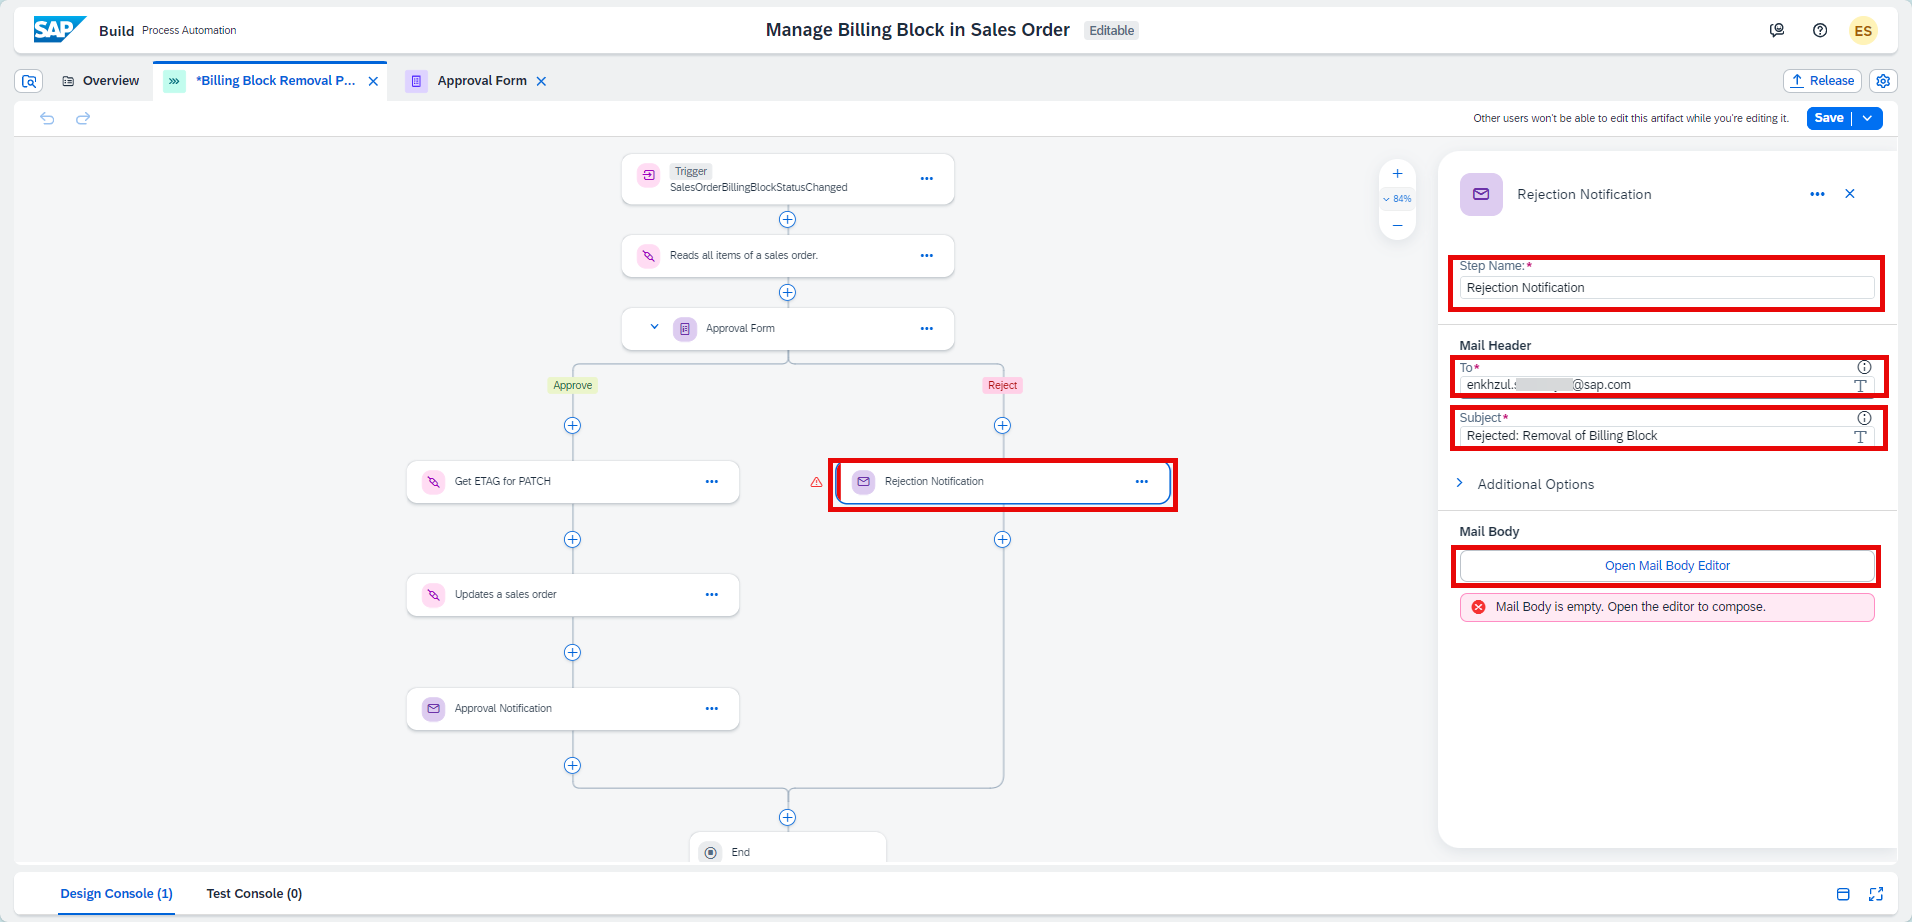 SAP Build Process Automation
Manage Billing Block in Sales Order Editable
ES
Overview
*Billing Block Removal P...
Approval Form
Release
Other users won't be able to edit this artifact while you're editing it.
Save
Trigger
SalesOrderBillingBlockStatusChanged
84%
Reads all items of a sales order.
Approval Form
Approve
Reject
Get ETAG for PATCH
Rejection Notification
Updates a sales order
Approval Notification
End
Rejection Notification
Step Name:*
Rejection Notification
Mail Header
To*
enkhzul. @sap.com
Subject*
Rejected: Removal of Billing Block
Additional Options
Mail Body
Open Mail Body Editor
Mail Body is empty. Open the editor to compose.
Design Console (1)
Test Console (0)